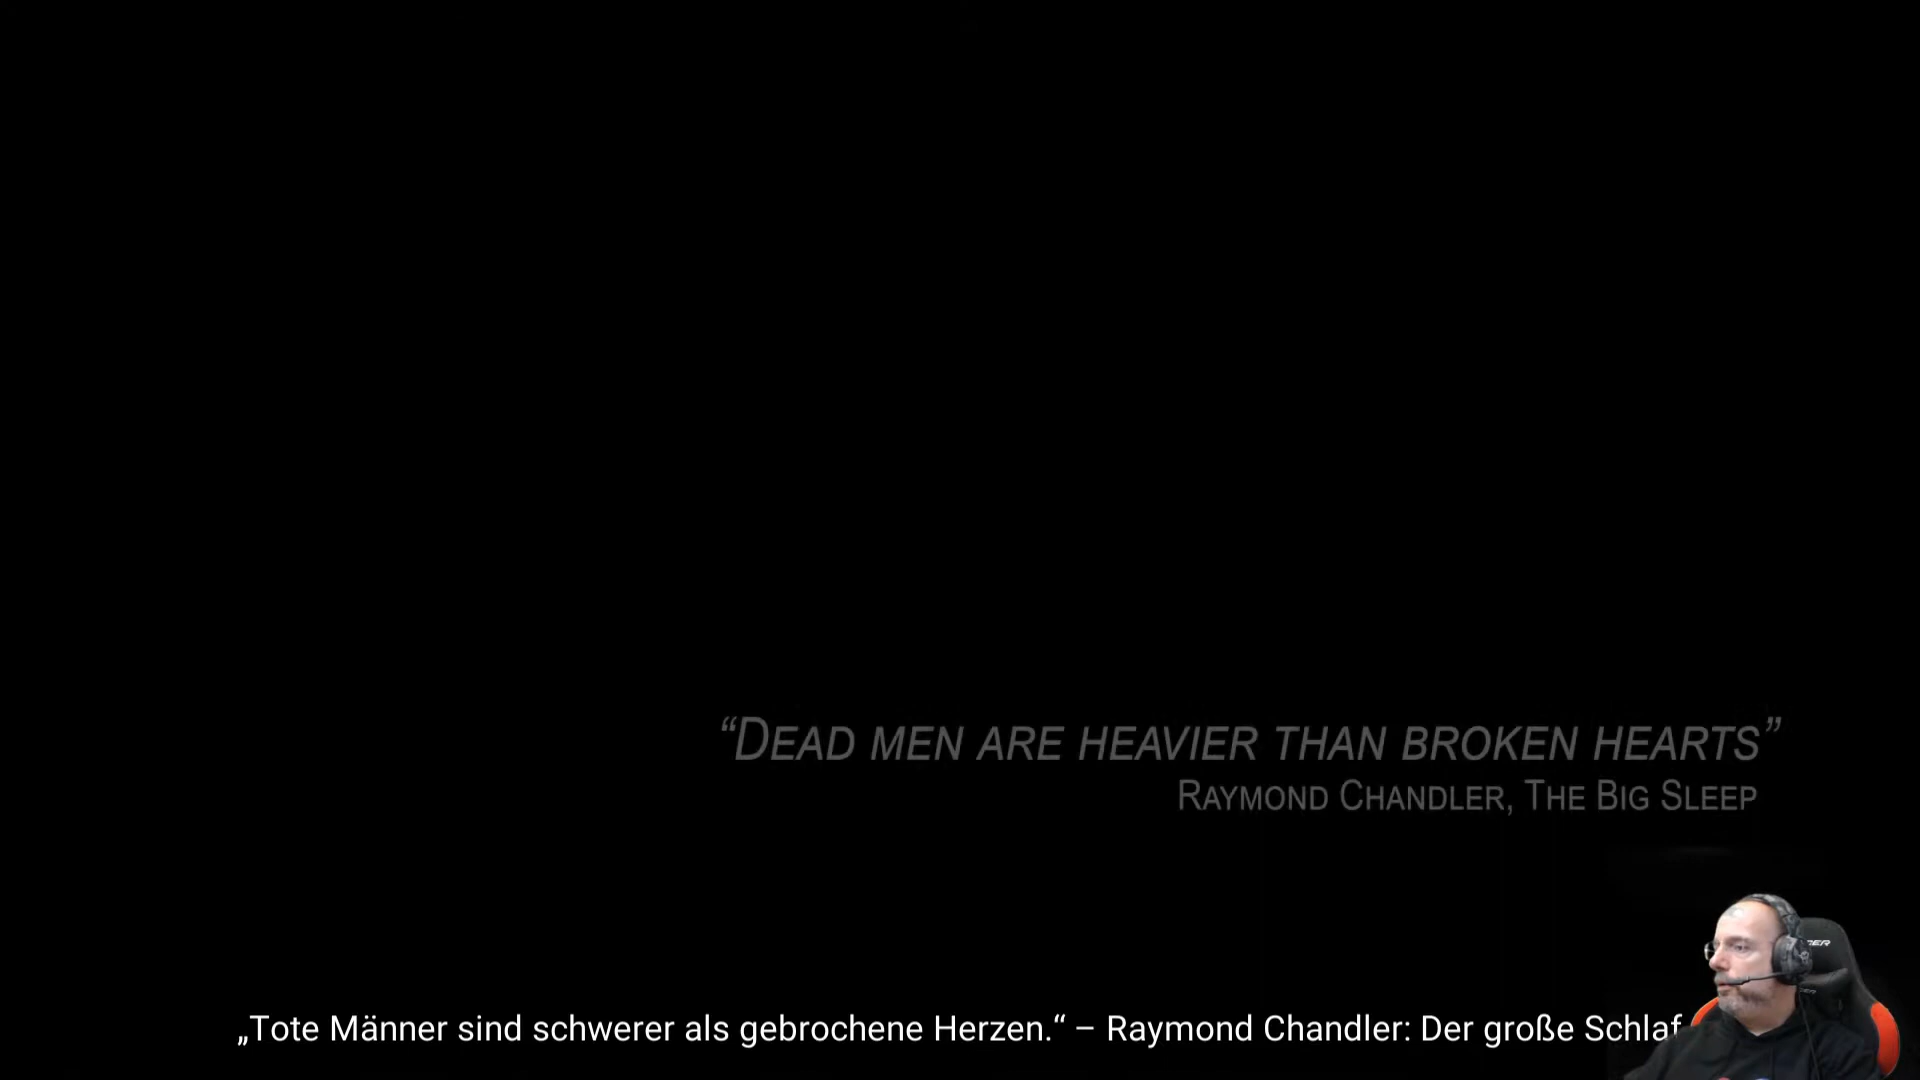 “DEAD MEN ARE HEAVIER THAN BROKEN HEARTS”
RAYMOND CHANDLER, THE BIG SLEEP
„Tote Männer sind schwerer als gebrochene Herzen.“ – Raymond Chandler: Der große Schlaf